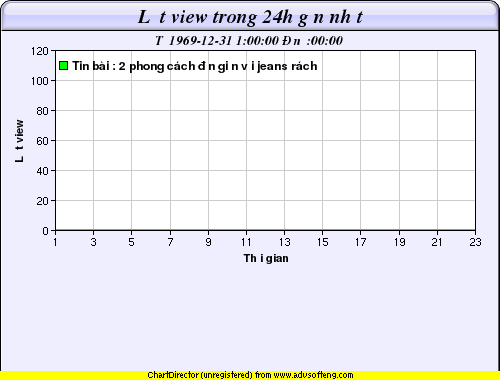 L t view trong 24h g n nh t
T 1969-12-31 1:00:00 Đn :00:00
120
Tin bài : 2 phong cách đ n gi n v i jeans rách
100
80
60
L t view
40
20
0
1 3 5 7 9 11 13 15 17 19 21 23
Th i gian
ChartDirector (unregistered) from www.advsofteng.com